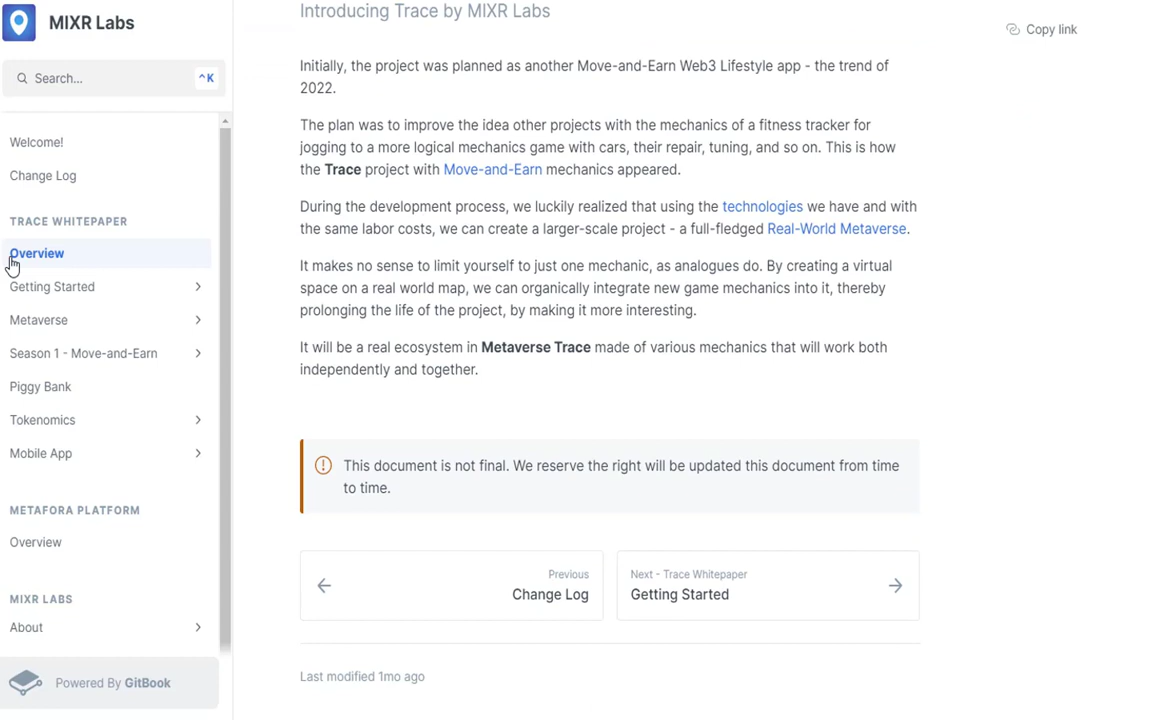 MIXR Labs
Search...
^K
Welcome!
Change Log
TRACE WHITEPAPER
Overview
Getting Started
Metaverse
Season 1 - Move-and-Earn
Piggy Bank
Tokenomics
Mobile App
METAFORA PLATFORM
Overview
MIXR LABS
About
Powered By GitBook
Introducing Trace by MIXR Labs
Copy link
Initially, the project was planned as another Move-and-Earn Web3 Lifestyle app - the trend of
2022.
The plan was to improve the idea other projects with the mechanics of a fitness tracker for
jogging to a more logical mechanics game with cars, their repair, tuning, and so on. This is how
the Trace project with Move-and-Earn mechanics appeared.
During the development process, we luckily realized that using the technologies we have and with
the same labor costs, we can create a larger-scale project - a full-fledged Real-World Metaverse.
It makes no sense to limit yourself to just one mechanic, as analogues do. By creating a virtual
space on a real world map, we can organically integrate new game mechanics into it, thereby
prolonging the life of the project, by making it more interesting.
It will be a real ecosystem in Metaverse Trace made of various mechanics that will work both
independently and together.
This document is not final. We reserve the right will be updated this document from time
to time.
Previous
Change Log
Next - Trace Whitepaper
Getting Started
Last modified 1mo ago